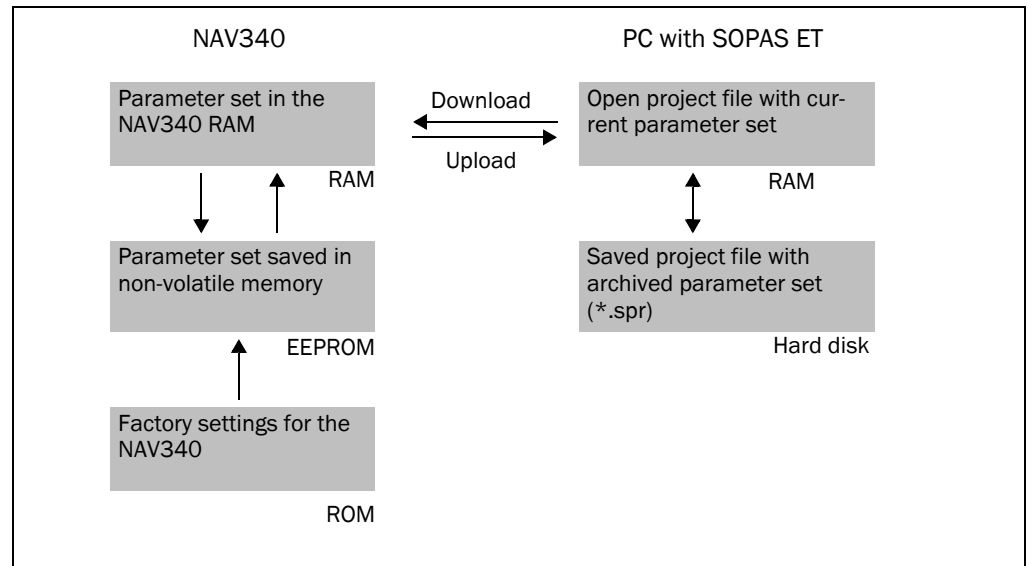 NAV340
PC with SOPAS ET
Parameter set in the
NAV340 RAM
RAM
Download
Upload
Open project file with cur-
rent parameter set
RAM
Parameter set saved in
non-volatile memory
EEPROM
Saved project file with
archived parameter set
(*.spr)
Hard disk
Factory settings for the
NAV340
ROM